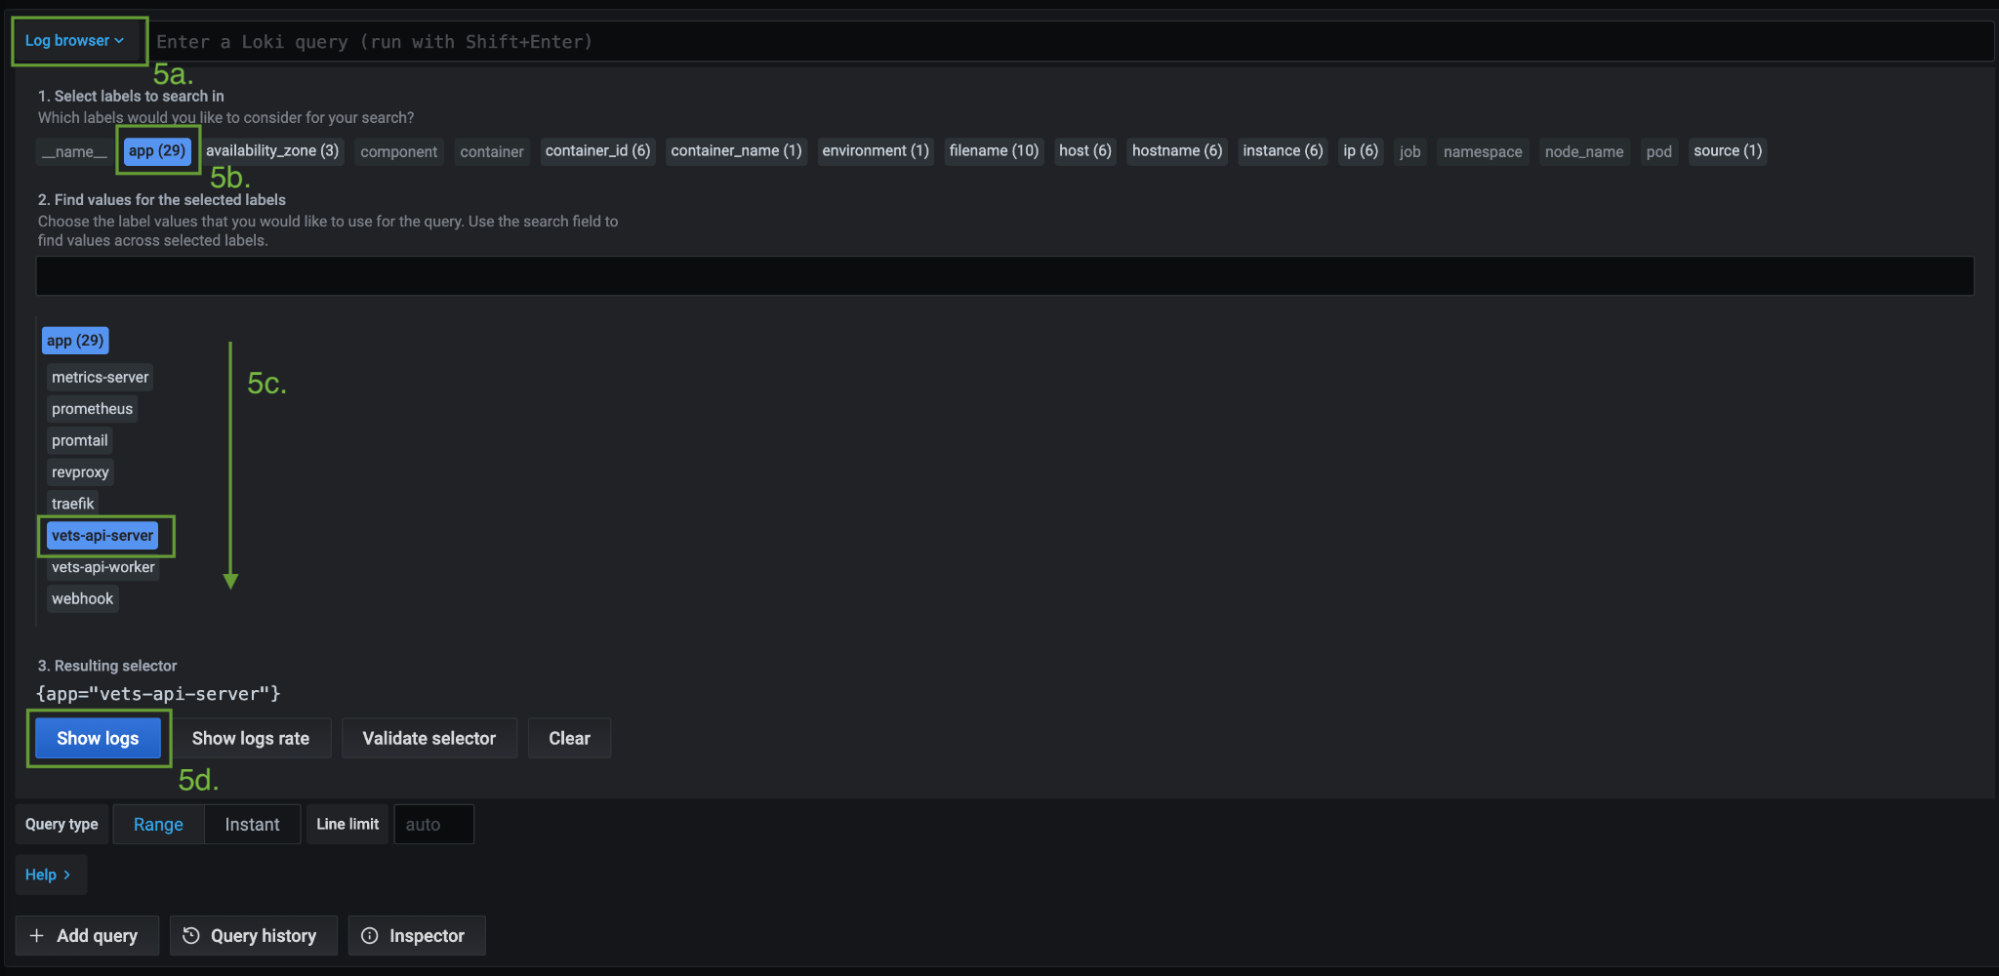 Log browser Enter a Loki query (run with Shift+Enter)
5a.
1. Select labels to search in
Which labels would you like to consider for your search?
__name__ app (29) availability_zone (3) component container container_id (6) container_name (1) environment (1) filename (10) host (6) hostname (6) instance (6) ip (6) job namespace node_name pod source (1)
5b.
2. Find values for the selected labels
Choose the label values that you would like to use for the query. Use the search field to
find values across selected labels.
app (29)
metrics-server
5c.
prometheus
promtail
revproxy
traefik
vets-api-server
vets-api-worker
webhook
3. Resulting selector
{app="vets-api-server"}
Show logs Show logs rate Validate selector Clear
5d.
Query type Range Instant Line limit auto
Help
Add query Query history Inspector